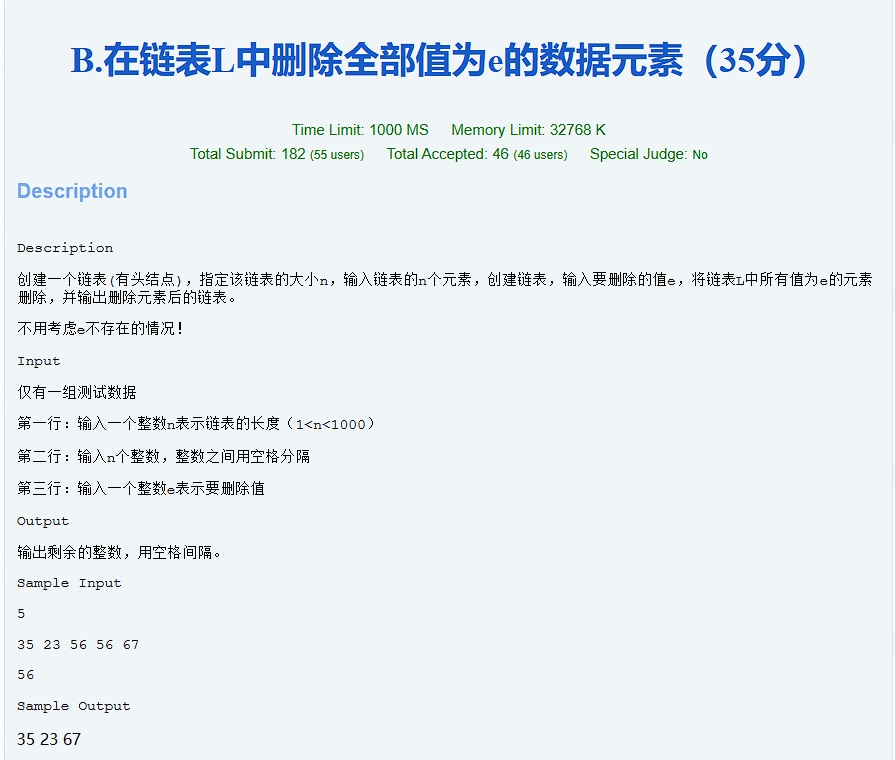 B.在链表L中删除全部值为e的数据元素（35分）
Time Limit: 1000 MS Memory Limit: 32768 K
Total Submit: 182 (55 users) Total Accepted: 46 (46 users) Special Judge: No
Description
Description
创建一个链表(有头结点)，指定该链表的大小n，输入链表的n个元素，创建链表，输入要删除的值e，将链表L中所有值为e的元素
删除，并输出删除元素后的链表。
不用考虑e不存在的情况！
Input
仅有一组测试数据
第一行：输入一个整数n表示链表的长度（1<n<1000）
第二行：输入n个整数，整数之间用空格分隔
第三行：输入一个整数e表示要删除值
Output
输出剩余的整数，用空格间隔。
Sample Input
5
35 23 56 56 67
56
Sample Output
35 23 67